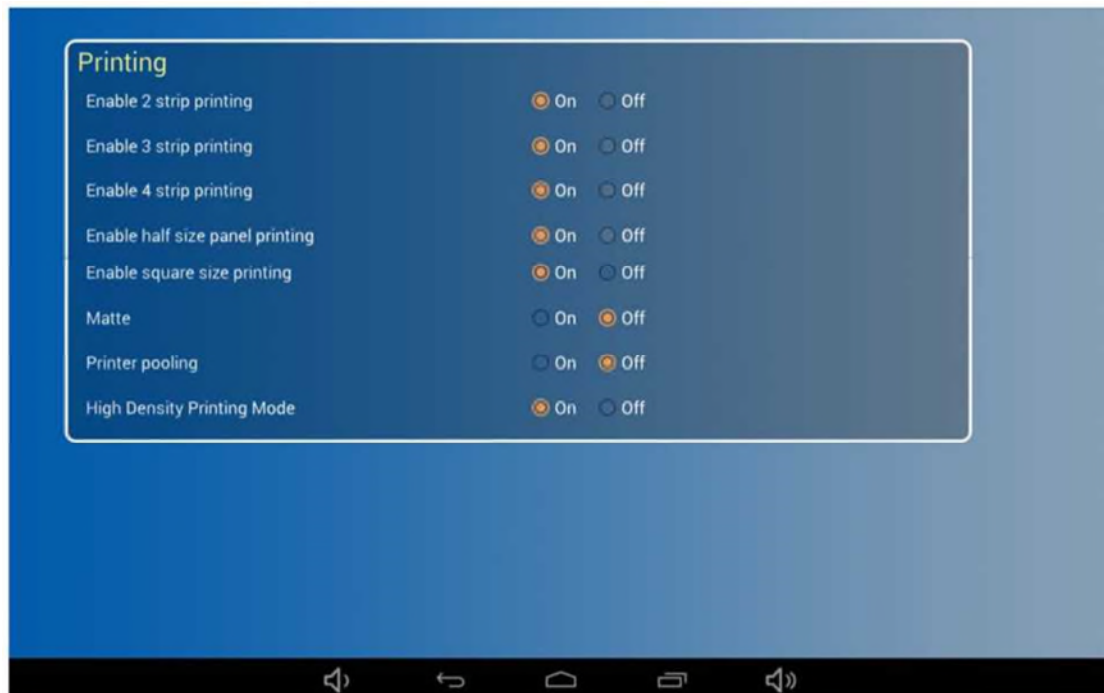 Printing
Enable 2 strip printing On Off
Enable 3 strip printing On Off
Enable 4 strip printing On Off
Enable half size panel printing On Off
Enable square size printing On Off
Matte On Off
Printer pooling On Off
High Density Printing Mode On Off